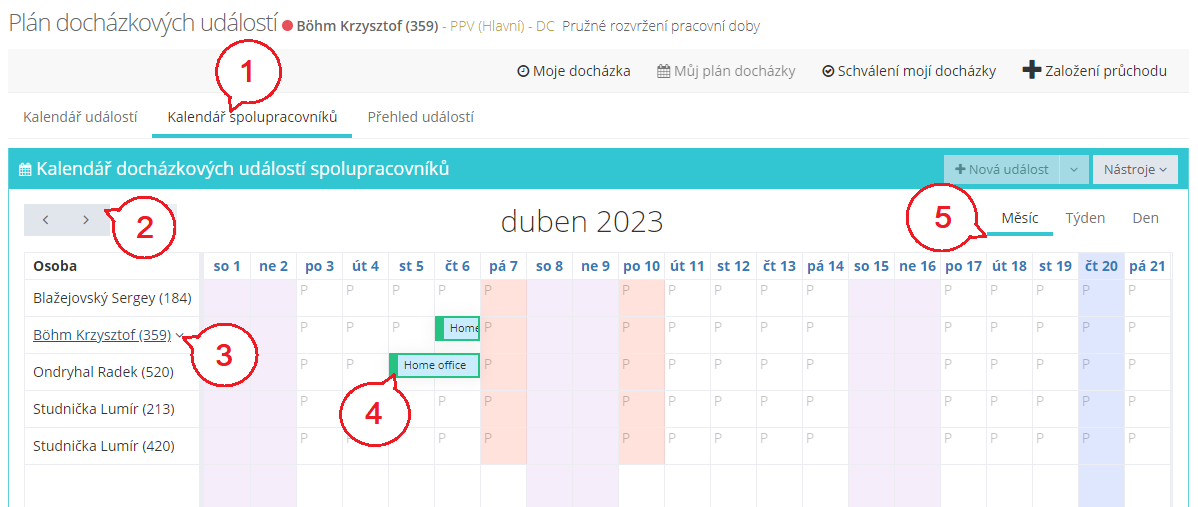 Plán docházkových událostí Böhm Krzysztof (359) - PPV (Hlavní) - DC Pružné rozvržení pracovní doby
1
Moje docházka Můj plán docházky Schválení mojí docházky Založení průchodu
Kalendář událostí Kalendář spolupracovníků Přehled událostí
Kalendář docházkových událostí spolupracovníků Nová událost Nástroje
2 duben 2023 5 Měsíc Týden Den
Osoba so 1 ne 2 po 3 út 4 st 5 čt 6 pá 7 so 8 ne 9 po 10 út 11 st 12 čt 13 pá 14 so 15 ne 16 po 17 út 18 st 19 čt 20 pá 21
Blažejovský Sergey (184) P P P P P P P P P P P P P P P
Böhm Krzysztof (359) P P P Home P P P P P P P P P P P
3
Ondryhal Radek (520) P P Home office P P P P P P P P P P P
4
Studnička Lumír (213) P P P P P P P P P P P P P
Studnička Lumír (420) P P P P P P P P P P P P P P